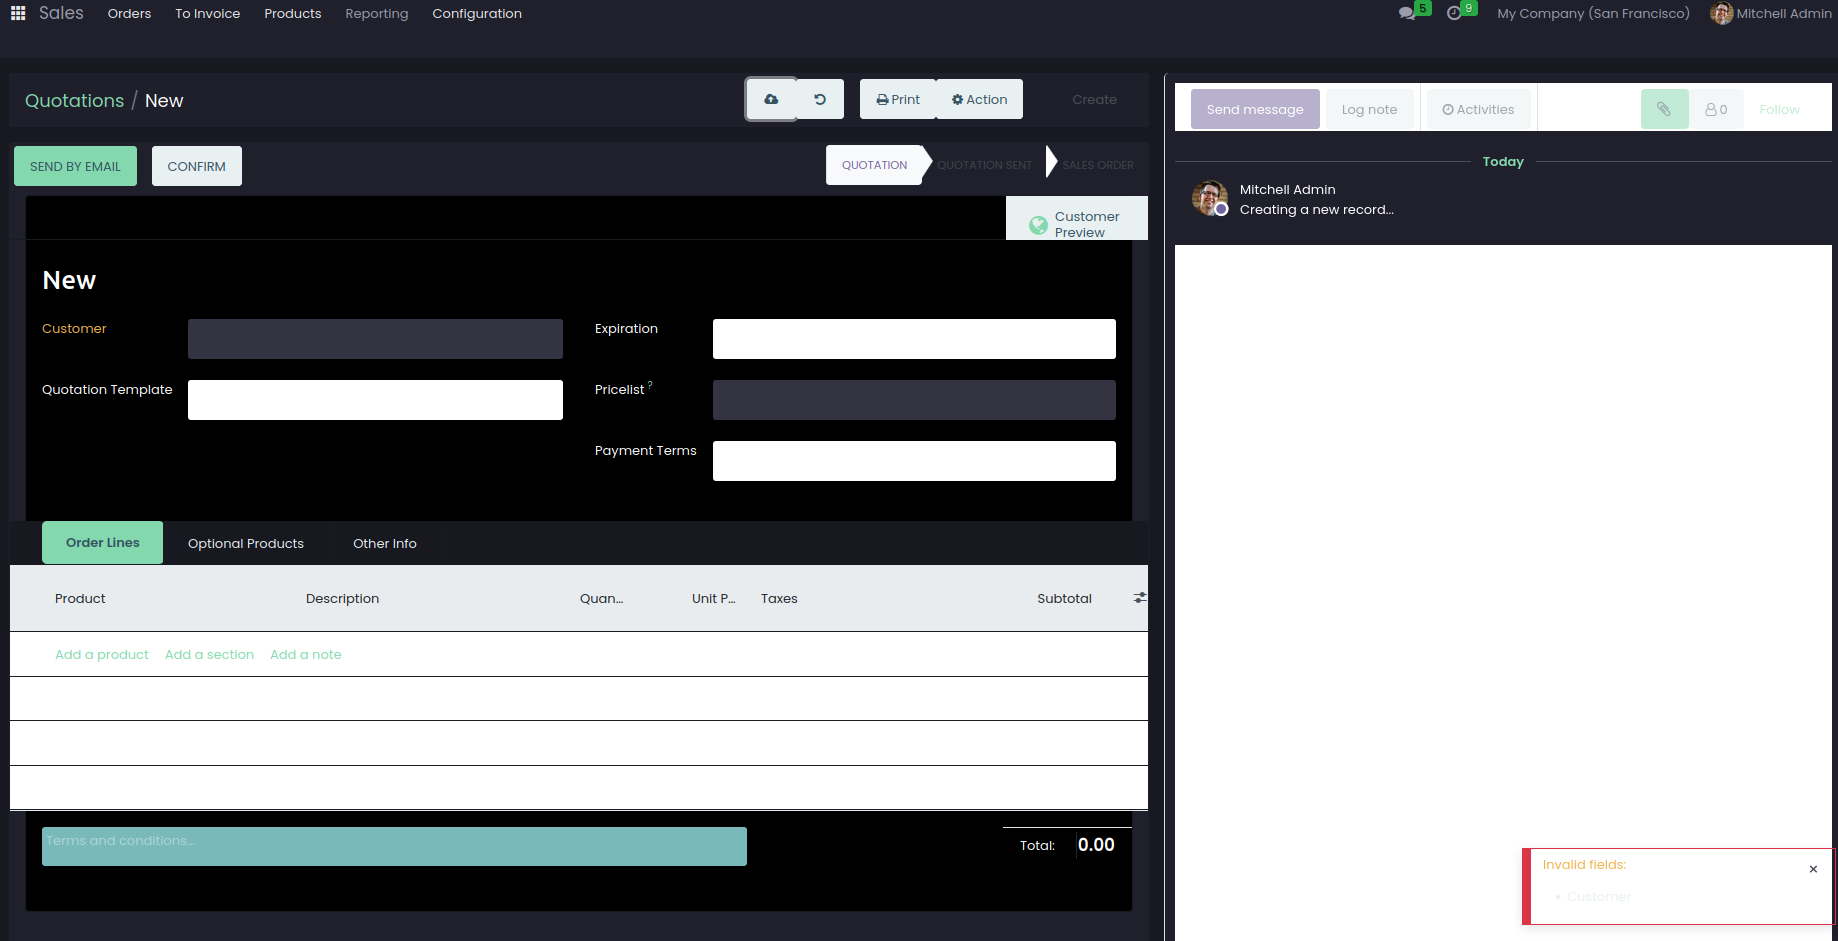 Sales Orders To Invoice Products Reporting Configuration 5 9 My Company (San Francisco) Mitchell Admin
Quotations / New Print Action Create
SEND BY EMAIL CONFIRM QUOTATION QUOTATION SENT SALES ORDER
Customer
Preview
New
Customer Expiration
Quotation Template Pricelist ?
Payment Terms
Order Lines Optional Products Other Info
Product Description Quan... Unit P... Taxes Subtotal
Add a product Add a section Add a note
Terms and conditions... Total: 0.00
Send message Log note Activities 0 Follow
Today
Mitchell Admin
Creating a new record...
Invalid fields:
Customer